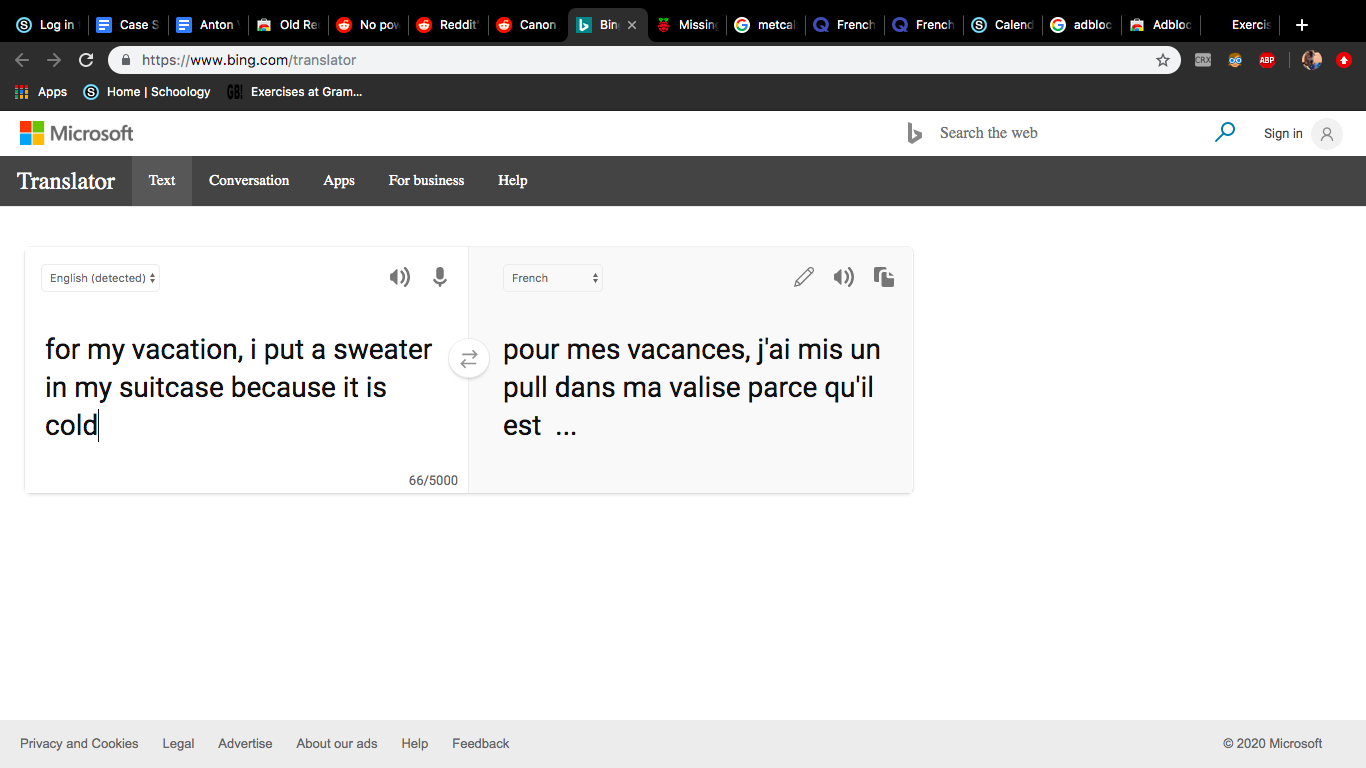 Log in
Case S
Anton
Old Re
No pow
Reddit'
Canon
Bin
Missing
metcal
French
French
Calend
adbloc
Adbloc
Exercis
https://www.bing.com/translator
CRX
ABP
Apps
Home | Schoology
GB!
Exercises at Gram...
Microsoft
Search the web
Sign in
Translator
Text
Conversation
Apps
For business
Help
English (detected)
French
for my vacation, i put a sweater
in my suitcase because it is
cold
66/5000
pour mes vacances, j'ai mis un
pull dans ma valise parce qu'il
est ...
Privacy and Cookies
Legal
Advertise
About our ads
Help
Feedback
© 2020 Microsoft